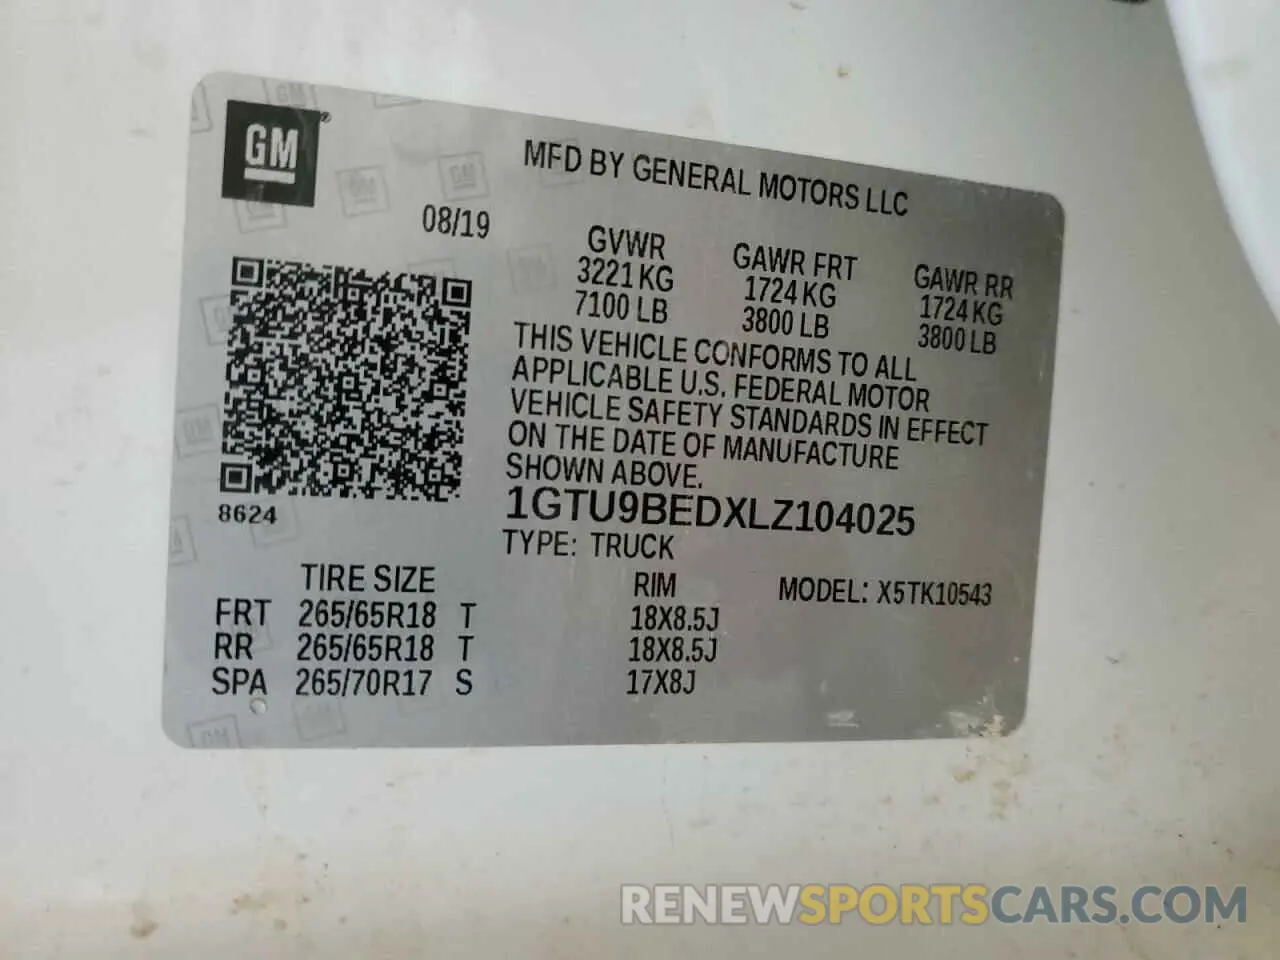 GM
MFD BY GENERAL MOTORS LLC
08/19
GVWR GAWR FRT GAWR RR
3221 KG 1724 KG 1724 KG
7100 LB 3800 LB 3800 LB
THIS VEHICLE CONFORMS TO ALL
APPLICABLE U.S. FEDERAL MOTOR
VEHICLE SAFETY STANDARDS IN EFFECT
ON THE DATE OF MANUFACTURE
SHOWN ABOVE.
8624
1GTU9BEDXLZ104025
TYPE: TRUCK
TIRE SIZE RIM MODEL: X5TK10543
FRT 265/65R18 T 18X8.5J
RR 265/65R18 T 18X8.5J
SPA 265/70R17 S 17X8J
RENEWSPORTSCARS.COM